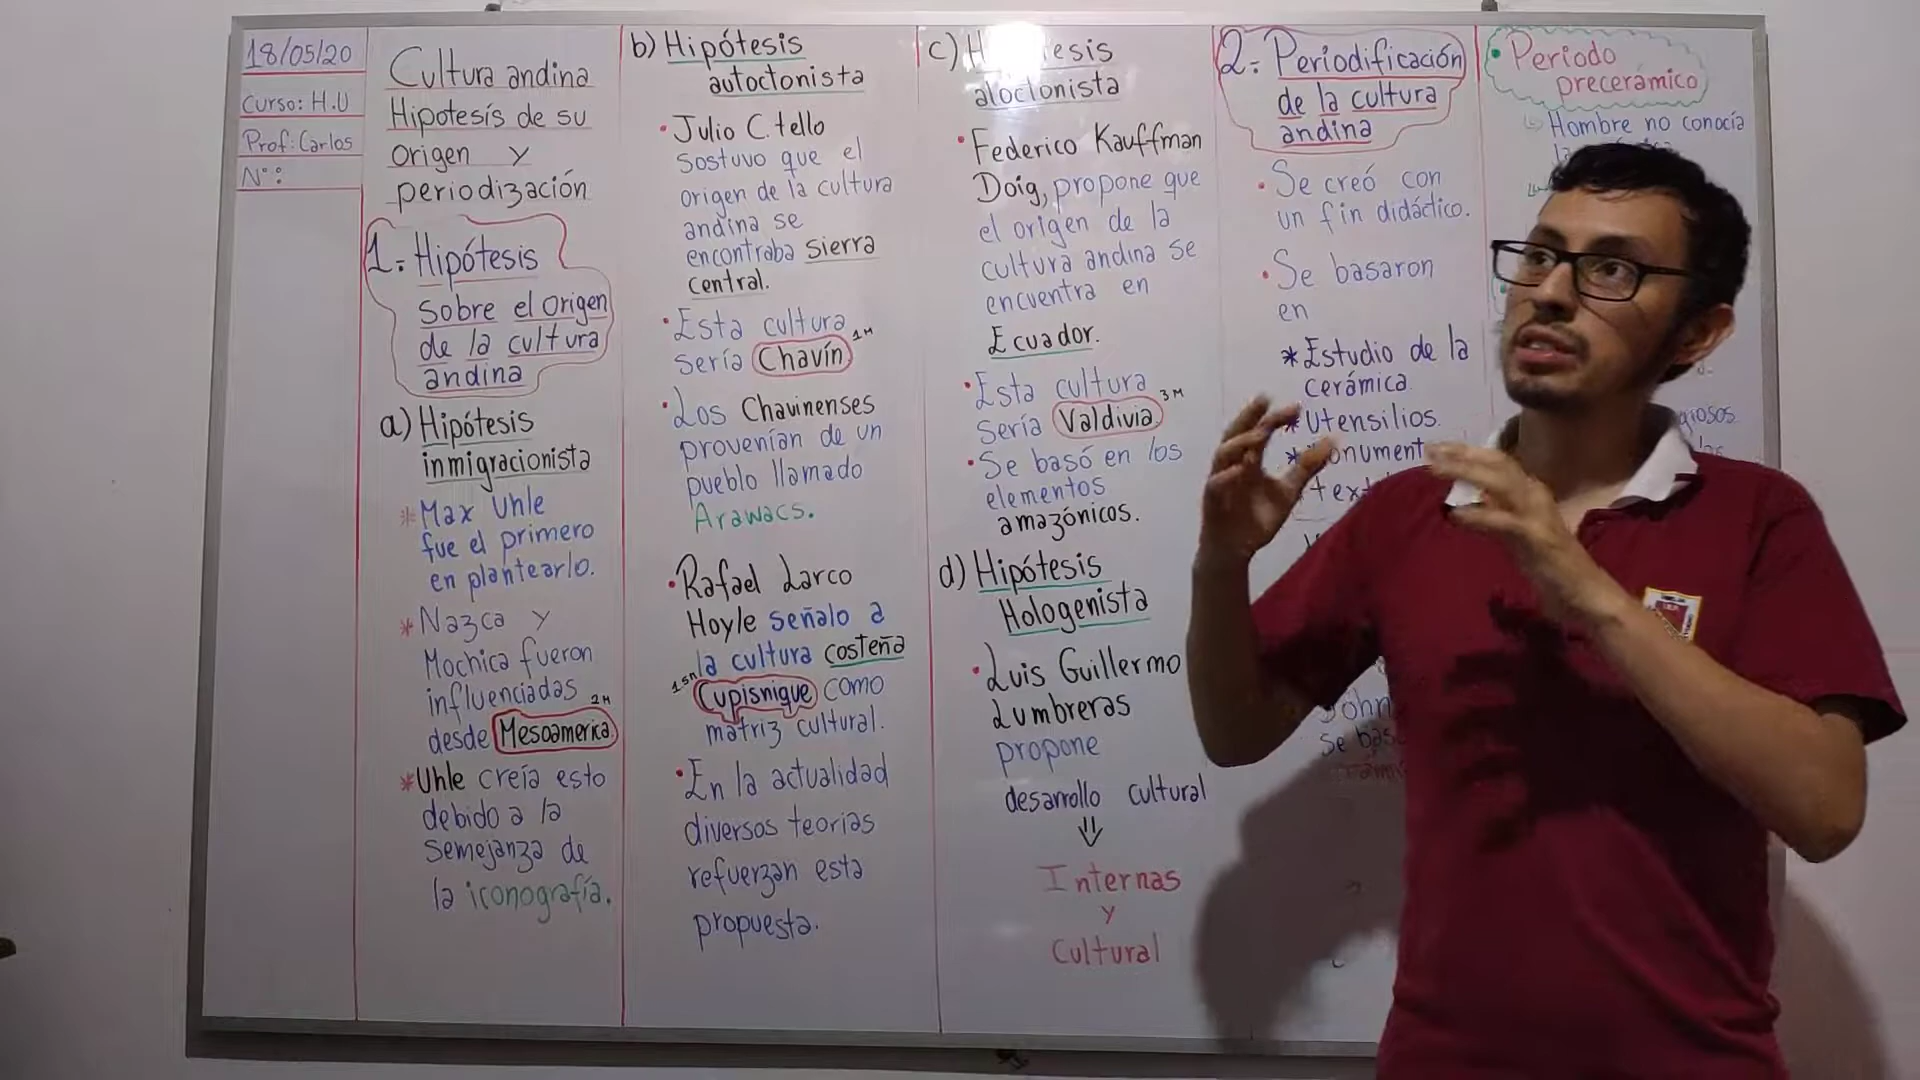 18/05/20
Curso: H.U
Prof: Carlos
N°:
Cultura andina
Hipotesís de su
Origen y
periodización
1.- Hipótesis
sobre el origen
de la cultura
andina
a) Hipótesis
inmigracionista
* Max Uhle
fue el primero
en plantearlo.
* Nazca y
Mochica fueron
influenciadas 2M
desde Mesoamerica.
* Uhle creía esto
debido a la
semejanza de
la iconografía.
b) Hipótesis
autoctonista
• Julio C. tello
Sostuvo que el
origen de la cultura
andina se
encontraba sierra
central.
• Esta cultura 1M
sería Chavín
• Los Chavinenses
provenían de un
pueblo llamado
Arawacs.
• Rafael Larco
Hoyle señalo a
la cultura costeña
Cupisnique como
matriz cultural.
• En la actualidad
diversos teorias
refuerzan esta
propuesta.
c)
aloctonista
• Federico Kauffman
Doig, propone que
el origen de la
cultura andina se
encuentra en
Ecuador.
• Esta cultura 3M
Sería Valdivia.
• Se basó en los
elementos
amazónicos.
d) Hipótesis
Hologenista
• Luis Guillermo
Lumbreras
propone
desarrollo cultural
⇓
Internas
y
Cultural
2.- Periodificación
de la cultura
andina
• Se creó con
un fin didáctico.
• Se basaron
en
* Estudio de la
cerámica.
* Utensilios.
John
Se
• Periodo
precerámico
Hombre no conocía